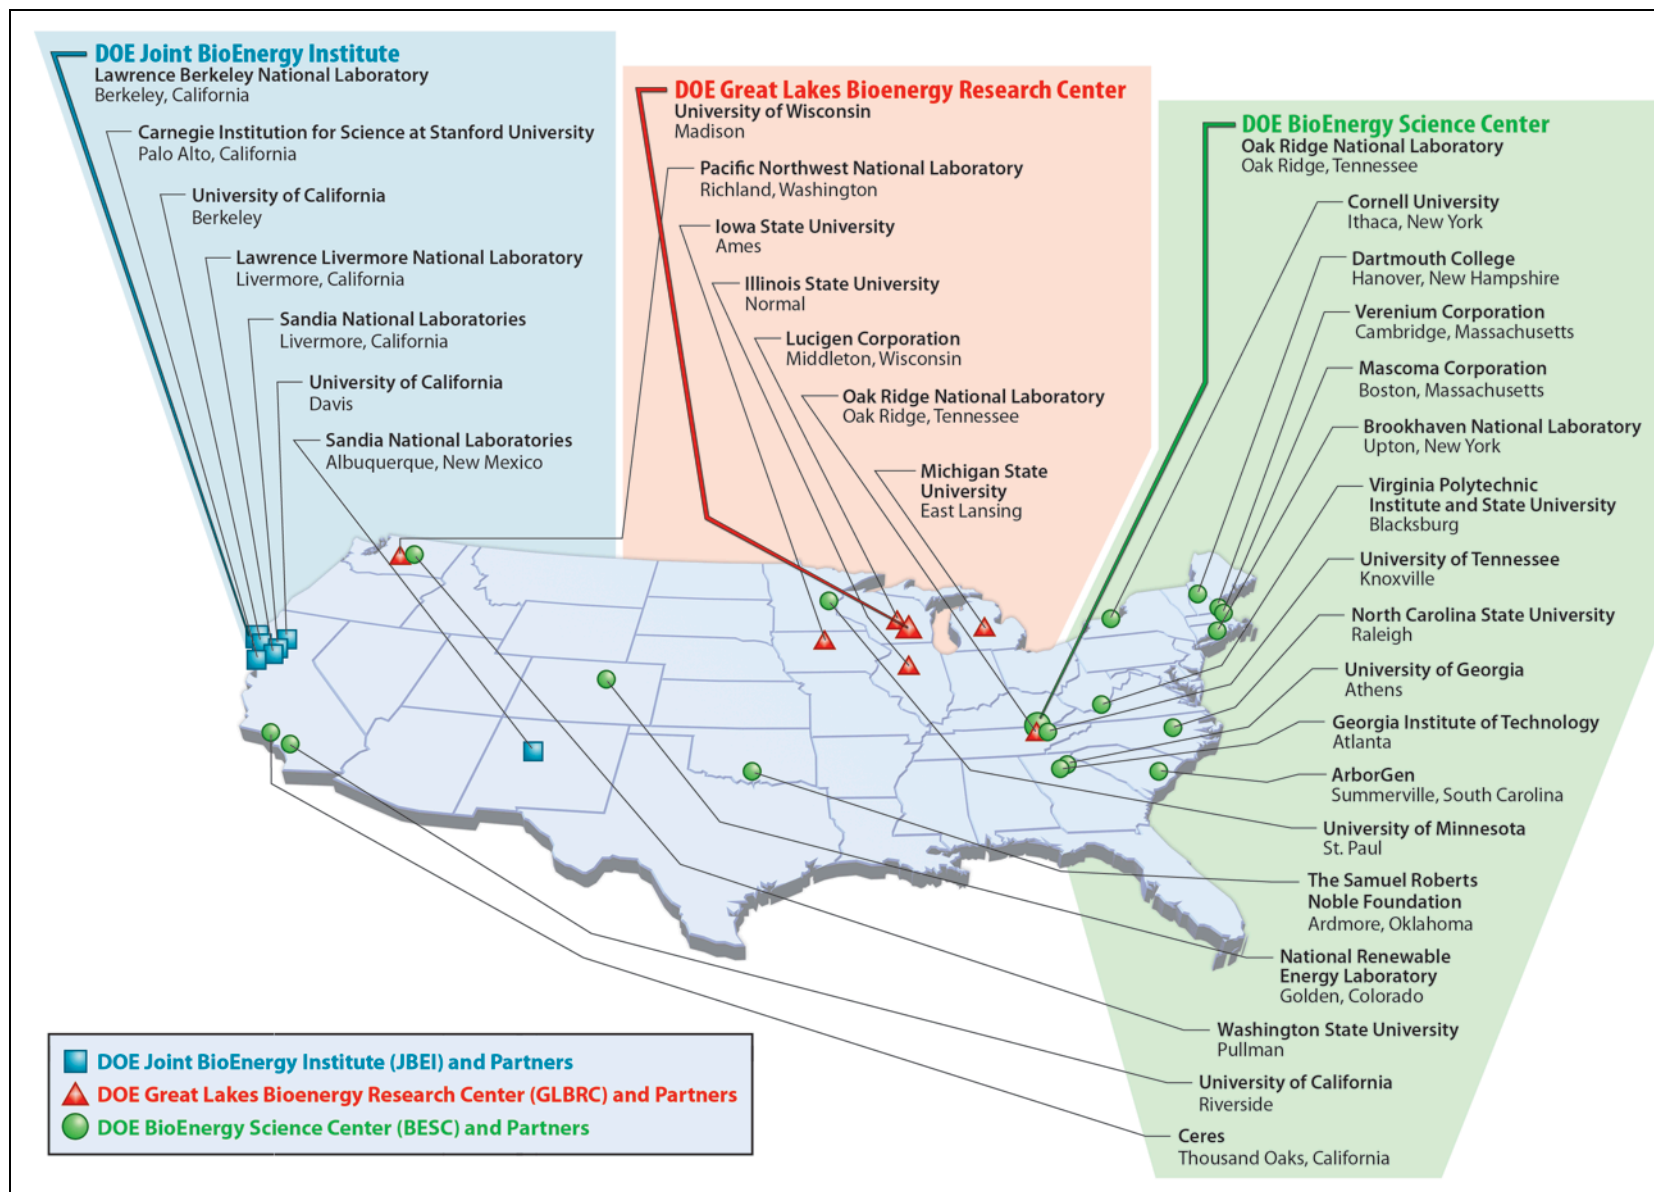 DOE Joint BioEnergy Institute
Lawrence Berkeley National Laboratory
Berkeley, California
Carnegie Institution for Science at Stanford University
Palo Alto, California
University of California
Berkeley
Lawrence Livermore National Laboratory
Livermore, California
Sandia National Laboratories
Livermore, California
University of California
Davis
Sandia National Laboratories
Albuquerque, New Mexico
DOE Great Lakes Bioenergy Research Center
University of Wisconsin
Madison
Pacific Northwest National Laboratory
Richland, Washington
Iowa State University
Ames
Illinois State University
Normal
Lucigen Corporation
Middleton, Wisconsin
Oak Ridge National Laboratory
Oak Ridge, Tennessee
Michigan State
University
East Lansing
DOE BioEnergy Science Center
Oak Ridge National Laboratory
Oak Ridge, Tennessee
Cornell University
Ithaca, New York
Dartmouth College
Hanover, New Hampshire
Verenium Corporation
Cambridge, Massachusetts
Mascoma Corporation
Boston, Massachusetts
Brookhaven National Laboratory
Upton, New York
Virginia Polytechnic
Institute and State University
Blacksburg
University of Tennessee
Knoxville
North Carolina State University
Raleigh
University of Georgia
Athens
Georgia Institute of Technology
Atlanta
ArborGen
Summerville, South Carolina
University of Minnesota
St. Paul
The Samuel Roberts
Noble Foundation
Ardmore, Oklahoma
National Renewable
Energy Laboratory
Golden, Colorado
Washington State University
Pullman
University of California
Riverside
Ceres
Thousand Oaks, California
DOE Joint BioEnergy Institute (JBEI) and Partners
DOE Great Lakes Bioenergy Research Center (GLBRC) and Partners
DOE BioEnergy Science Center (BESC) and Partners